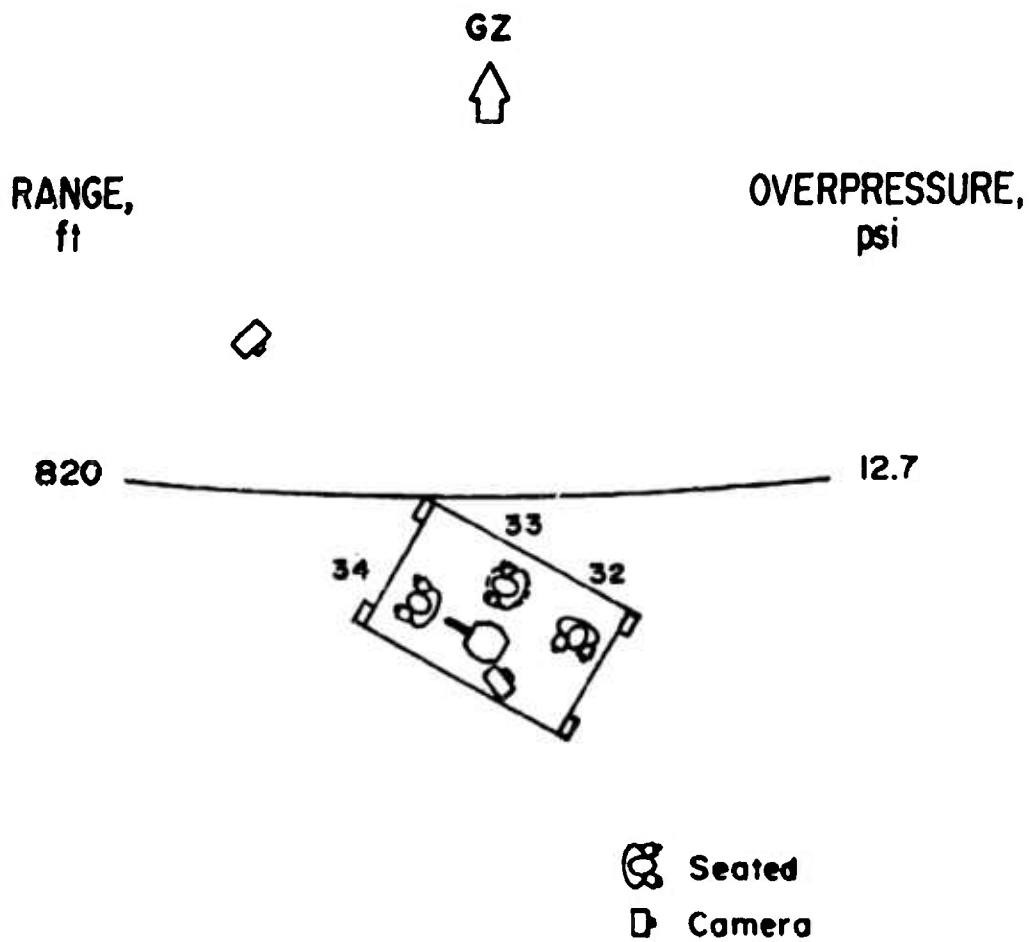 GZ
RANGE,
ft
OVERPRESSURE,
psi
820
12.7
33
34
32
Seated
Camera